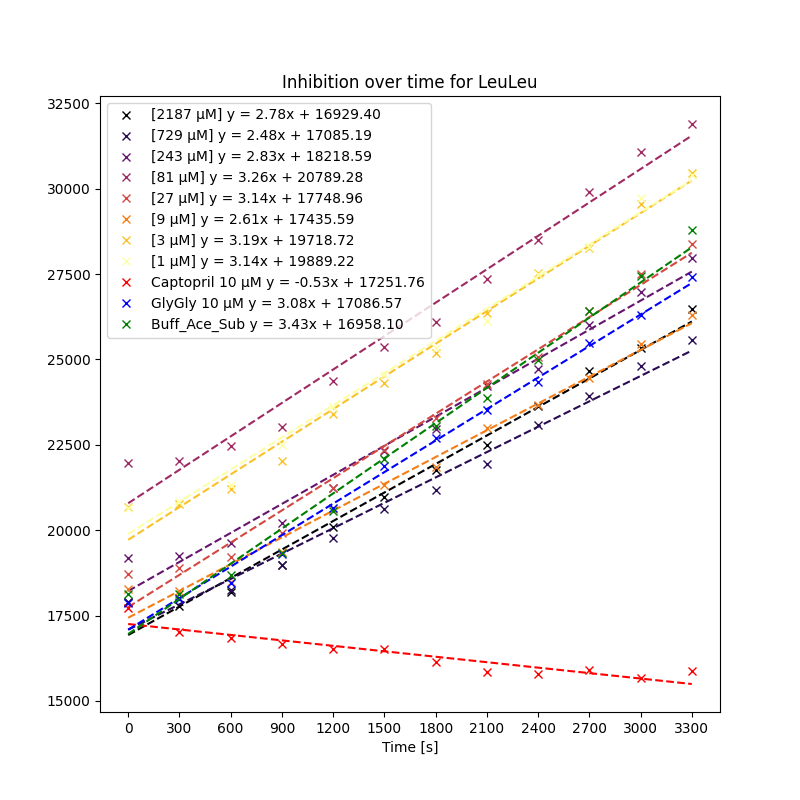 Inhibition over time for LeuLeu
32500
30000
27500
25000
22500
20000
17500
15000
[2187 μM] y = 2.78x + 16929.40
[729 μM] y = 2.48x + 17085.19
[243 μM] y = 2.83x + 18218.59
[81 μM] y = 3.26x + 20789.28
[27 μM] y = 3.14x + 17748.96
[9 μM] y = 2.61x + 17435.59
[3 μM] y = 3.19x + 19718.72
[1 μM] y = 3.14x + 19889.22
Captopril 10 μM y = -0.53x + 17251.76
GlyGly 10 μM y = 3.08x + 17086.57
Buff_Ace_Sub y = 3.43x + 16958.10
0 300 600 900 1200 1500 1800 2100 2400 2700 3000 3300
Time [s]